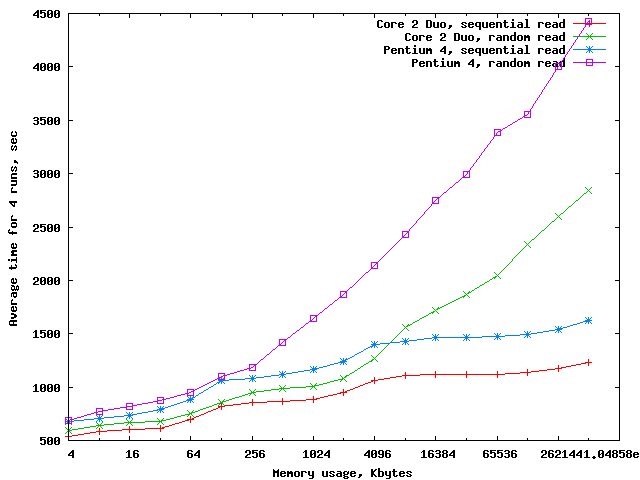 4500
4000
3500
3000
2500
2000
1500
1000
500
Average time for 4 runs, sec
Core 2 Duo, sequential read
Core 2 Duo, random read
Pentium 4, sequential read
Pentium 4, random read
4 16 64 256 1024 4096 16384 65536 2621441.04858e
Memory usage, Kbytes